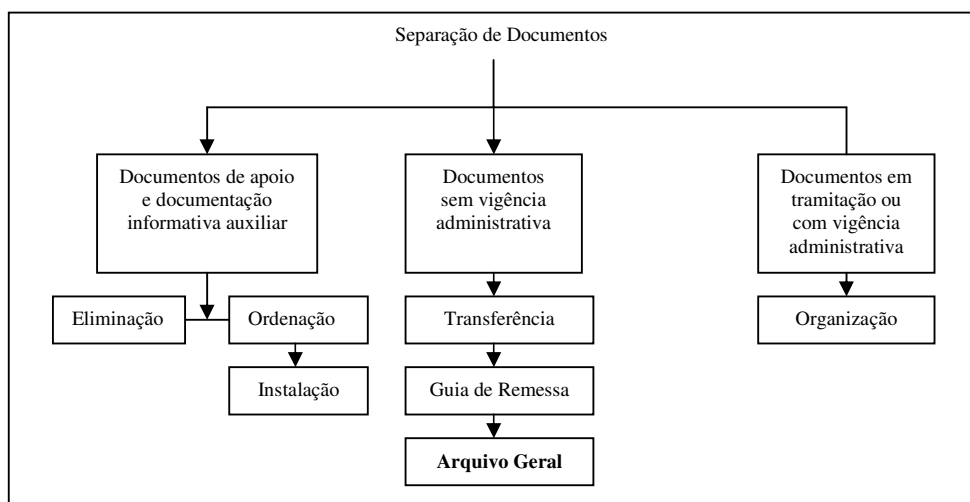 Separação de Documentos
Documentos de apoio
e documentação
informativa auxiliar
Documentos
sem vigência
administrativa
Documentos em
tramitação ou
com vigência
administrativa
Eliminação
Ordenação
Transferência
Organização
Instalação
Guia de Remessa
Arquivo Geral